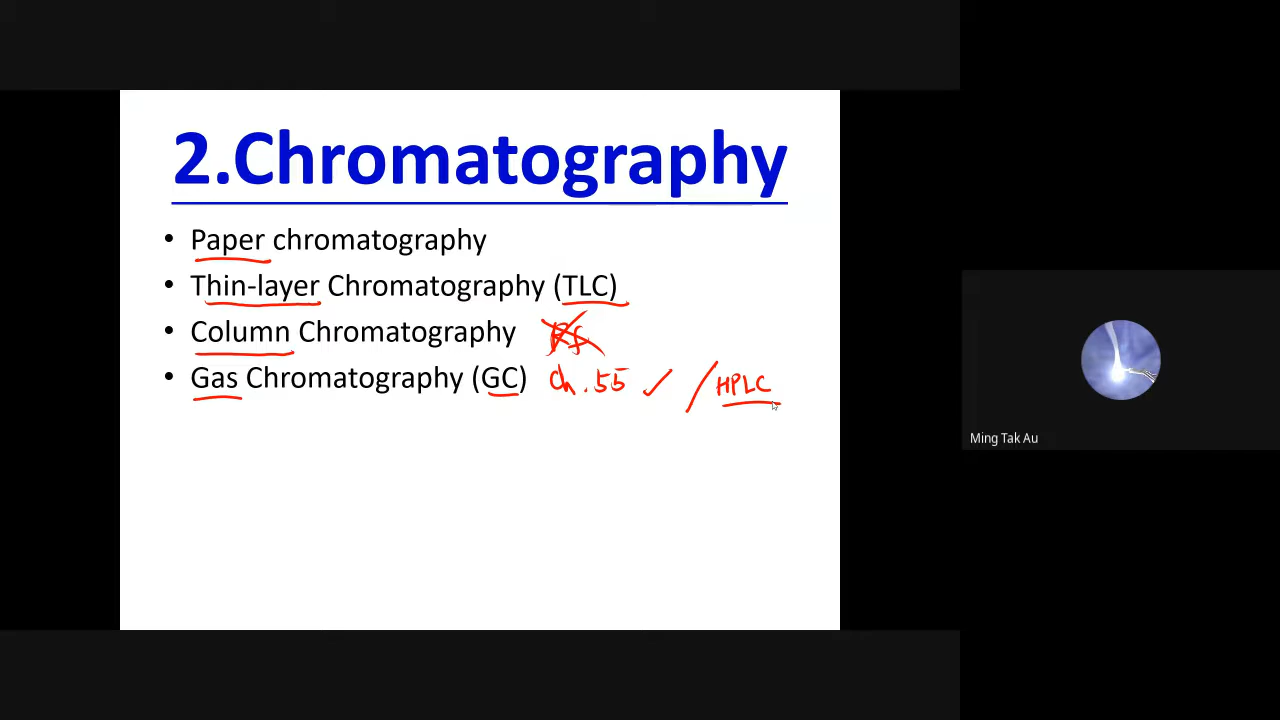 2.Chromatography
• Paper chromatography
• Thin-layer Chromatography (TLC)
• Column Chromatography
• Gas Chromatography (GC) Ch.55 ✓ / HPLC
Ming Tak Au